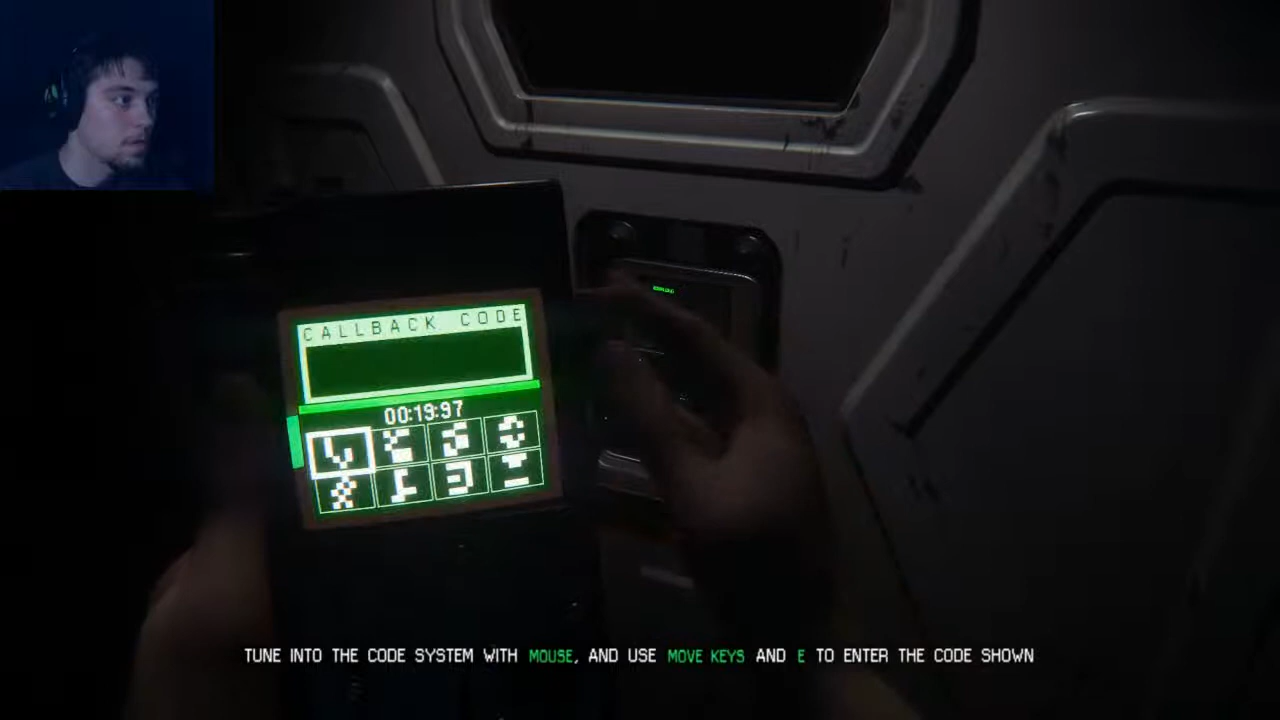 CALLBACK CODE
00:19:97
TUNE INTO THE CODE SYSTEM WITH MOUSE, AND USE MOVE KEYS AND E TO ENTER THE CODE SHOWN